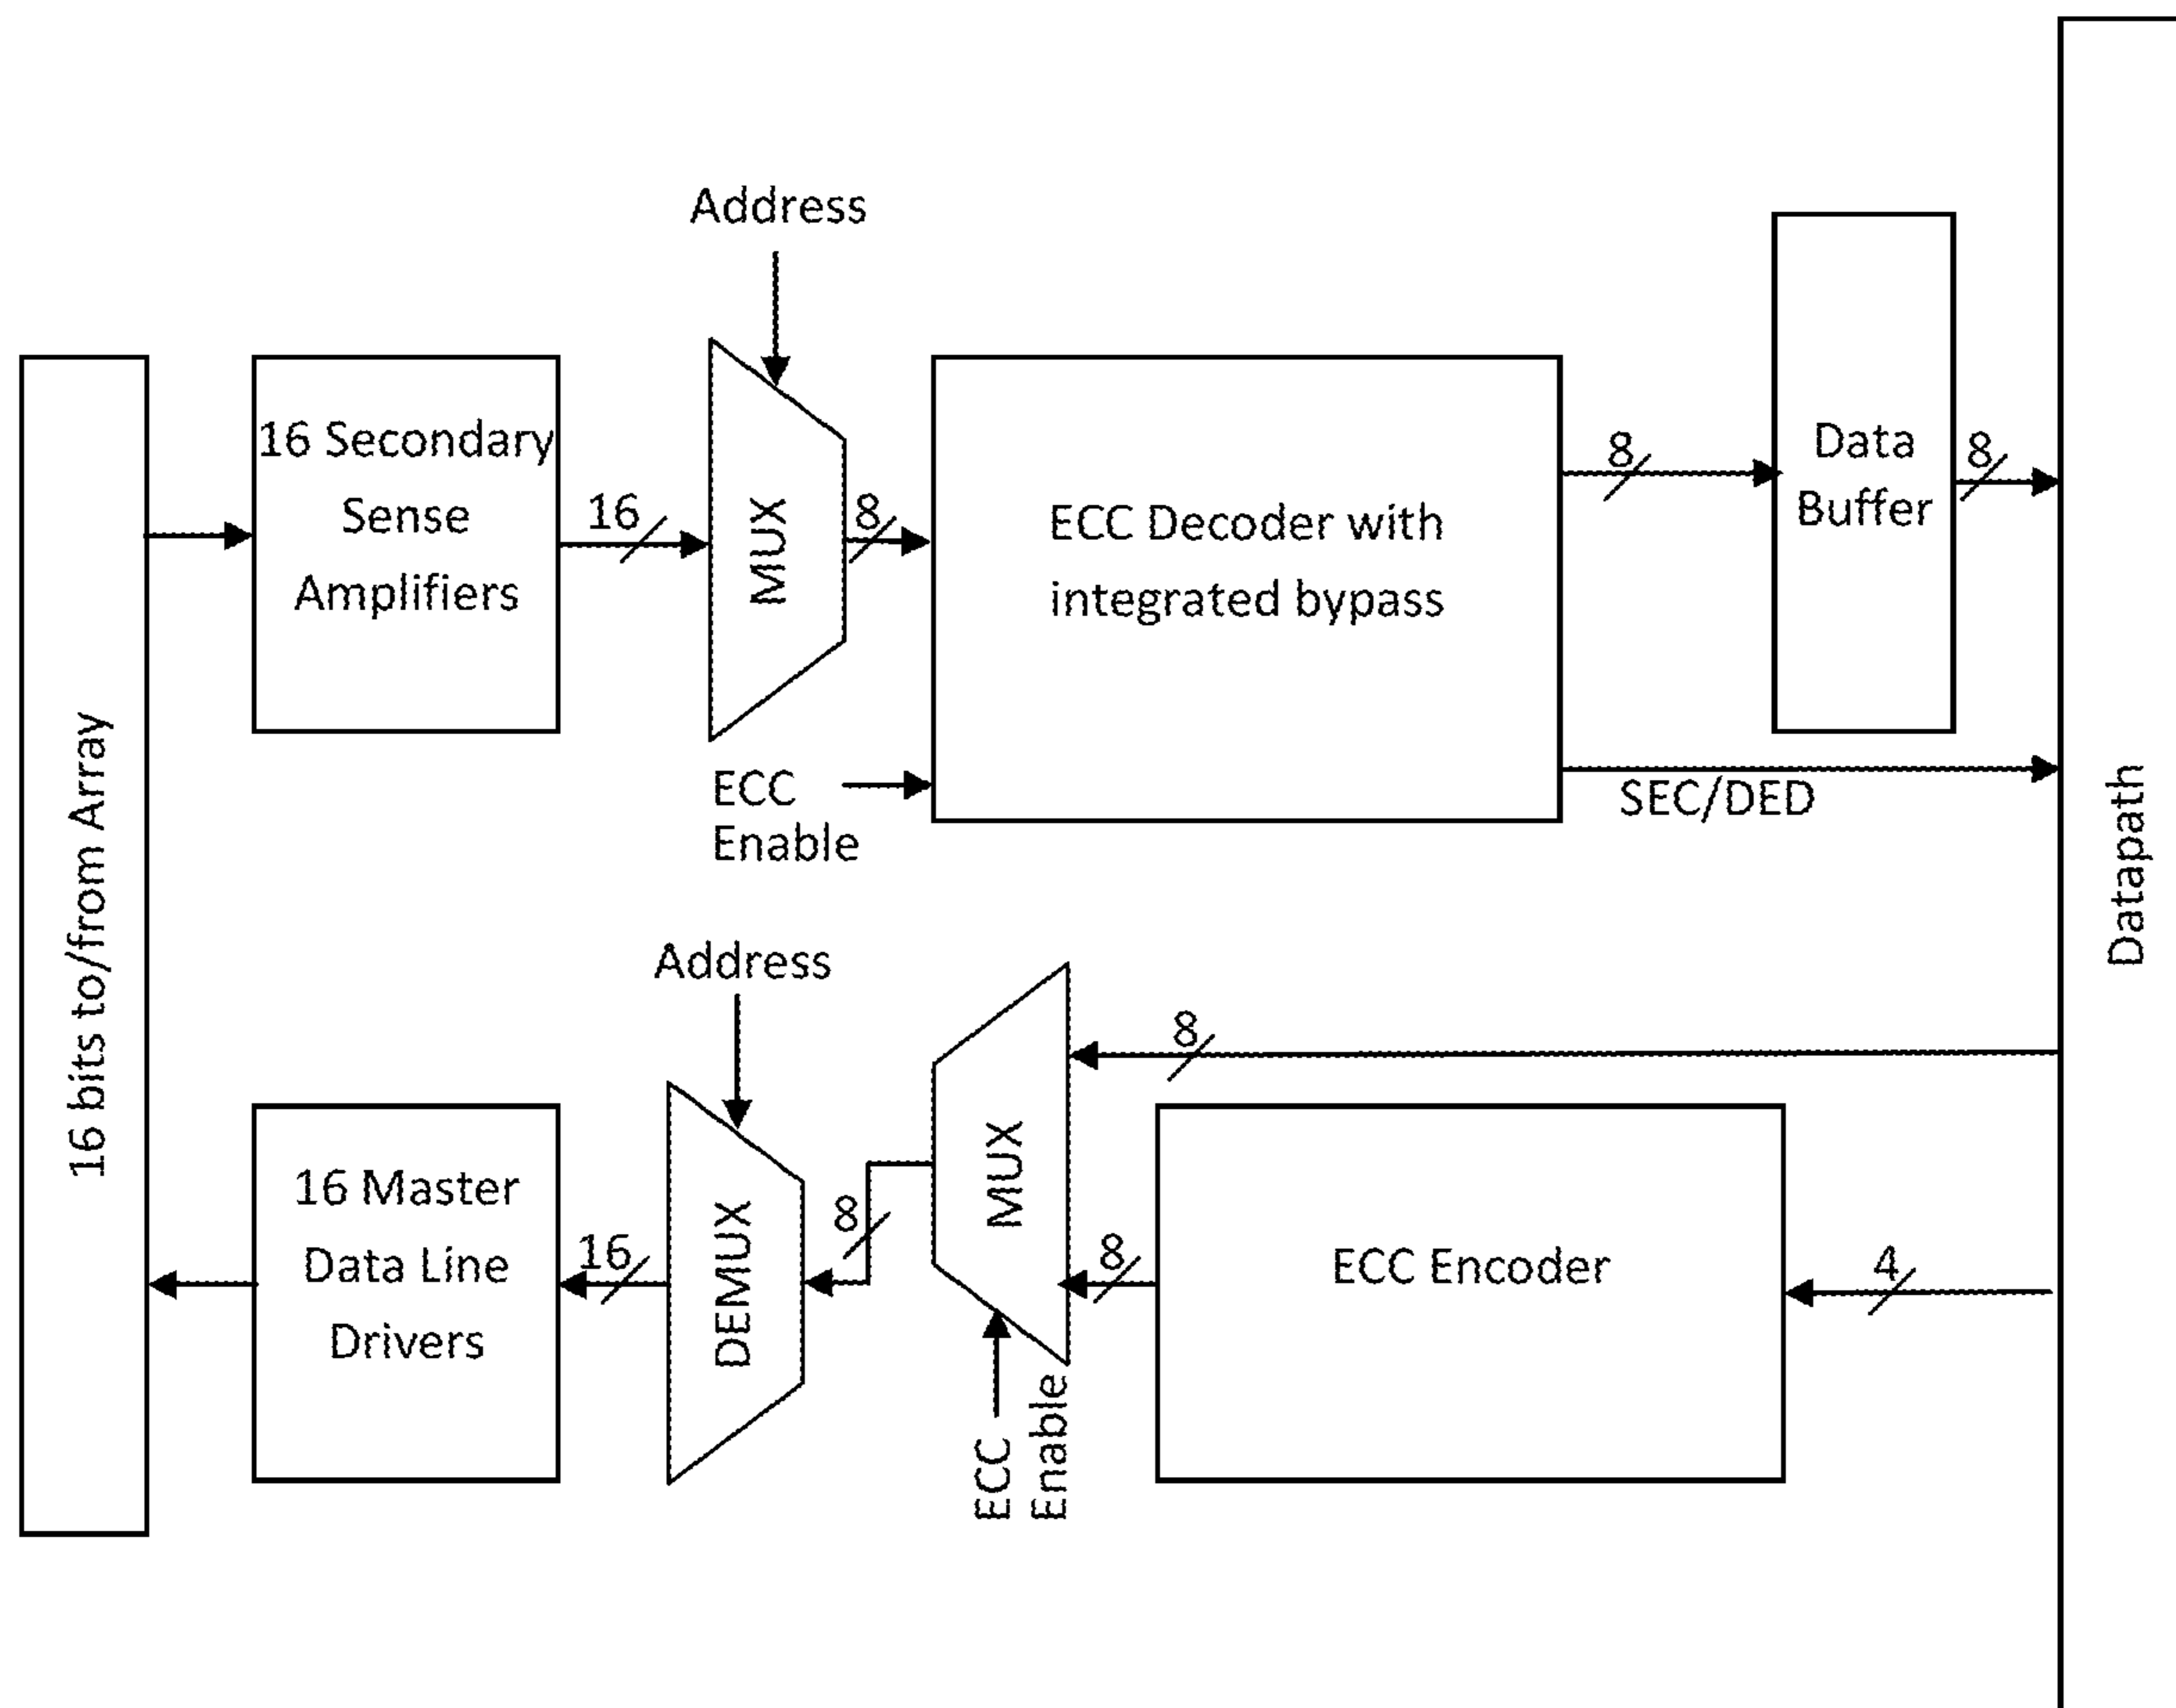 Address
16 Secondary
Sense
Amplifiers
16
MUX
8
ECC Decoder with
integrated bypass
8
Data
Buffer
8
ECC
Enable
SEC/DED
16 bits to/from Array
Datapath
Address
8
16 Master
Data Line
Drivers
16
DEMUX
8
MUX
8
ECC Encoder
4
ECC
Enable